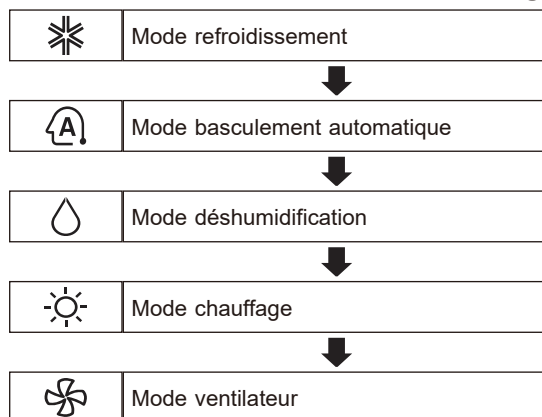 Mode refroidissement
A
Mode basculement automatique
Mode déshumidification
Mode chauffage
Mode ventilateur